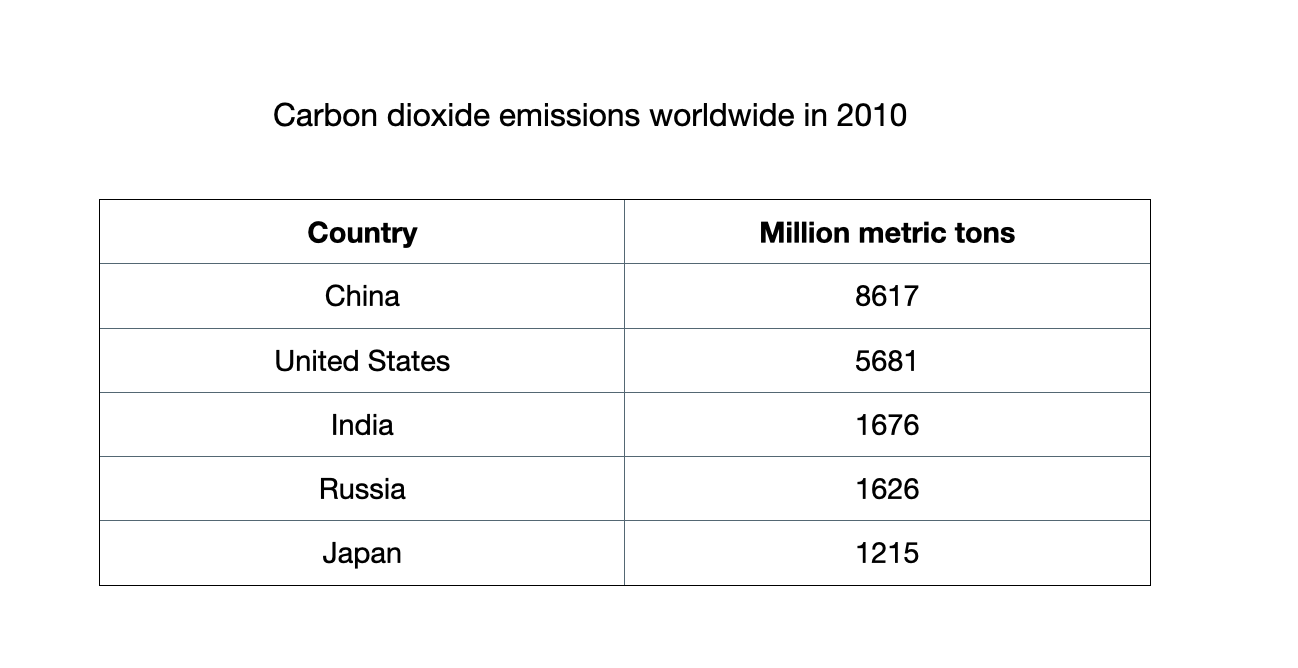 Carbon dioxide emissions worldwide in 2010
Country Million metric tons
China 8617
United States 5681
India 1676
Russia 1626
Japan 1215